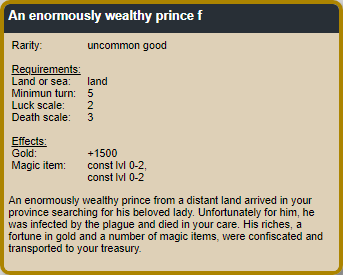 An enormously wealthy prince f
Rarity: uncommon good
Requirements:
Land or sea: land
Minimun turn: 5
Luck scale: 2
Death scale: 3
Effects:
Gold: +1500
Magic item: const lvl 0-2,
const lvl 0-2
An enormously wealthy prince from a distant land arrived in your
province searching for his beloved lady. Unfortunately for him, he
was infected by the plague and died in your care. His riches, a
fortune in gold and a number of magic items, were confiscated and
transported to your treasury.